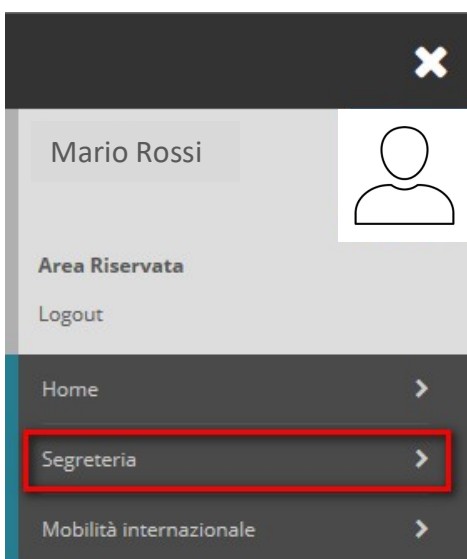 Mario Rossi
Area Riservata
Logout
Home
Segreteria
Mobilità internazionale